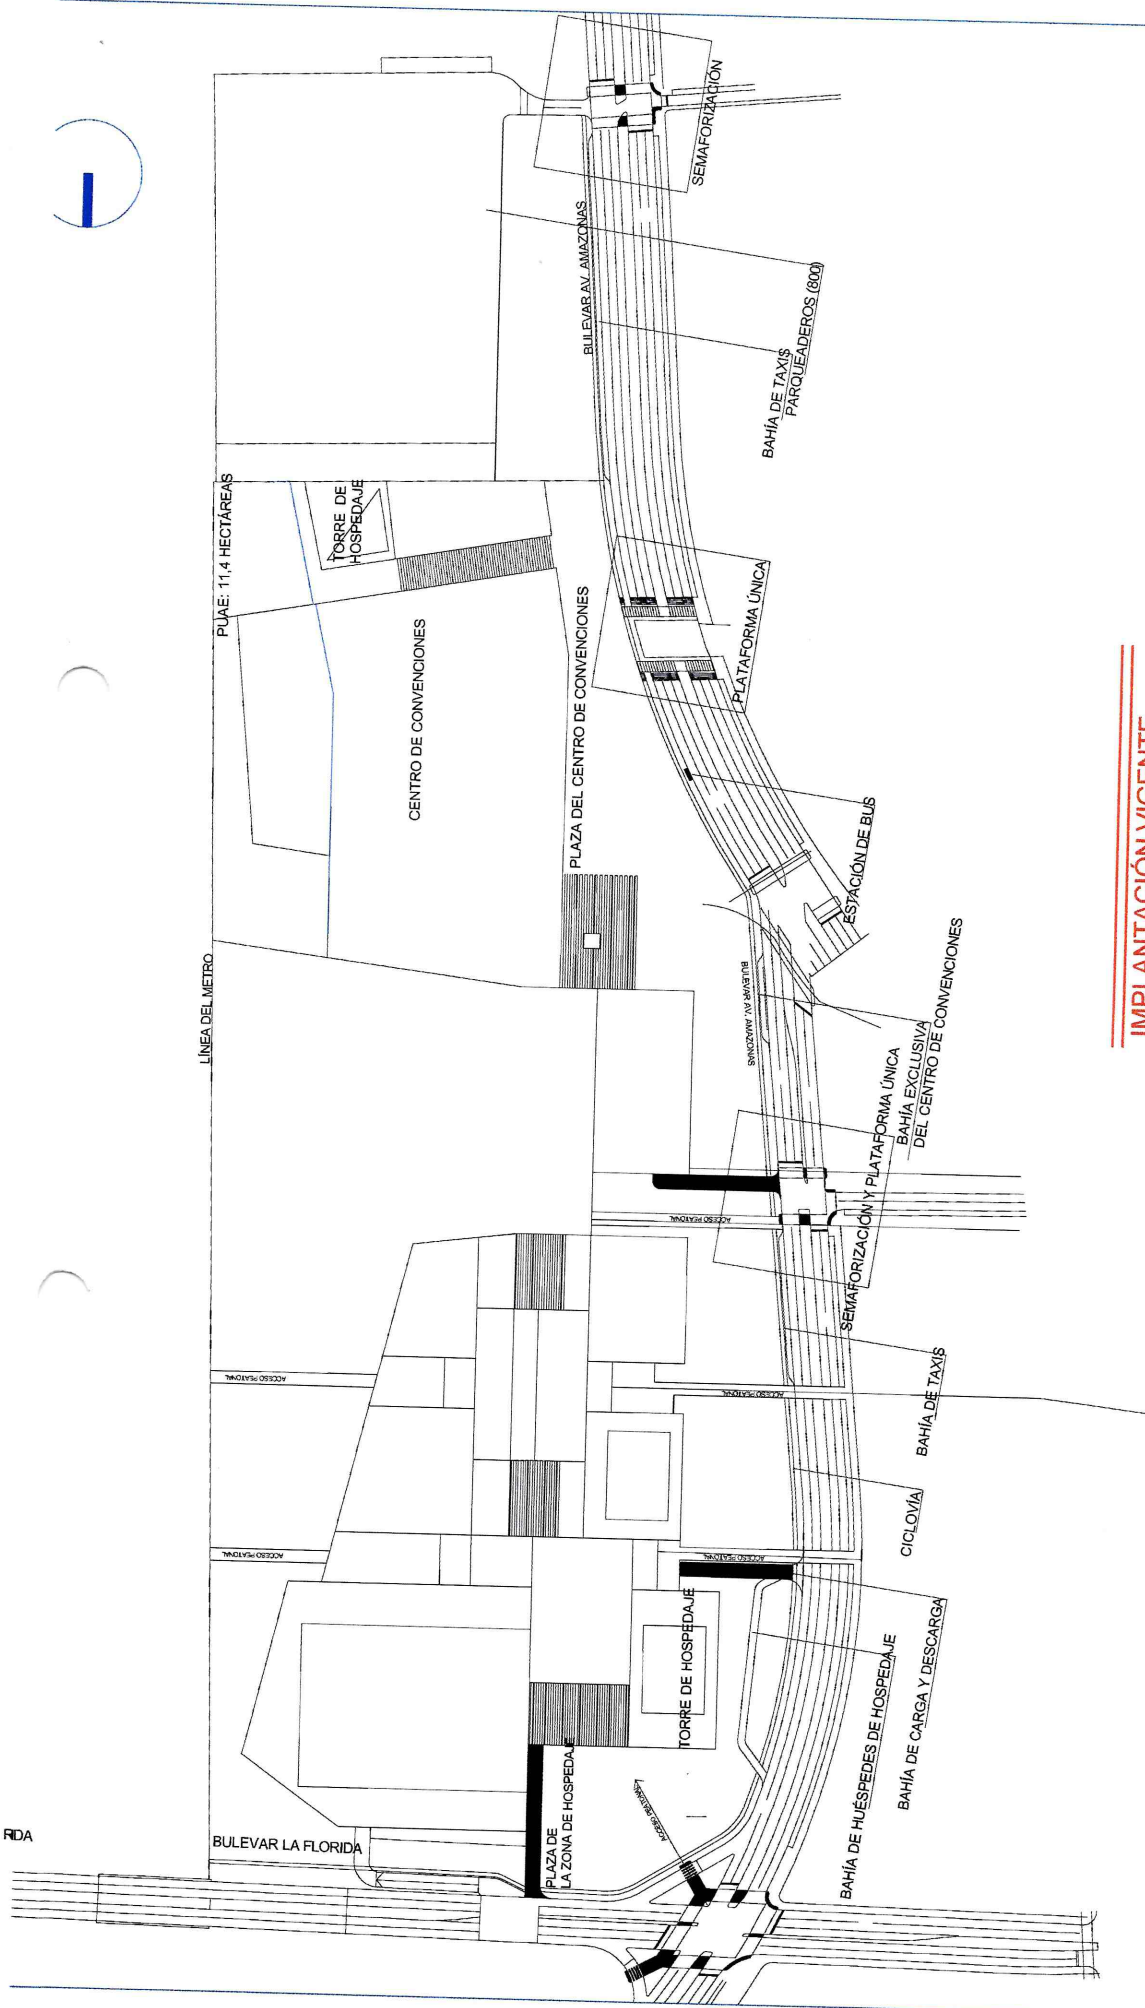 SEMAFORIZACIÓN
BULEVAR AV. AMAZONAS
PARQUEADEROS (800)
BAHÍA DE TAXIS
PUAE: 11,4 HECTÁREAS
TORRE DE
HOSPEDAJE
CENTRO DE CONVENCIONES
PLAZA DEL CENTRO DE CONVENCIONES
PLATAFORMA ÚNICA
ESTACIÓN DE BUS
LÍNEA DEL METRO
BULEVAR AV. AMAZONAS
BAHÍA EXCLUSIVA
DEL CENTRO DE CONVENCIONES
SEMAFORIZACIÓN Y PLATAFORMA ÚNICA
ACCESO PEATONAL
ACCESO PEATONAL
ACCESO PEATONAL
BAHÍA DE TAXIS
CICLOVÍA
ACCESO PEATONAL
ACCESO PEATONAL
BAHÍA DE CARGA Y DESCARGA
BAHÍA DE HUÉSPEDES DE HOSPEDAJE
TORRE DE HOSPEDAJE
PLAZA DE
LA ZONA DE HOSPEDAJE
ACCESO PEATONAL
BULEVAR LA FLORIDA
RIDA
IMPLANTACIÓN VIGENTE